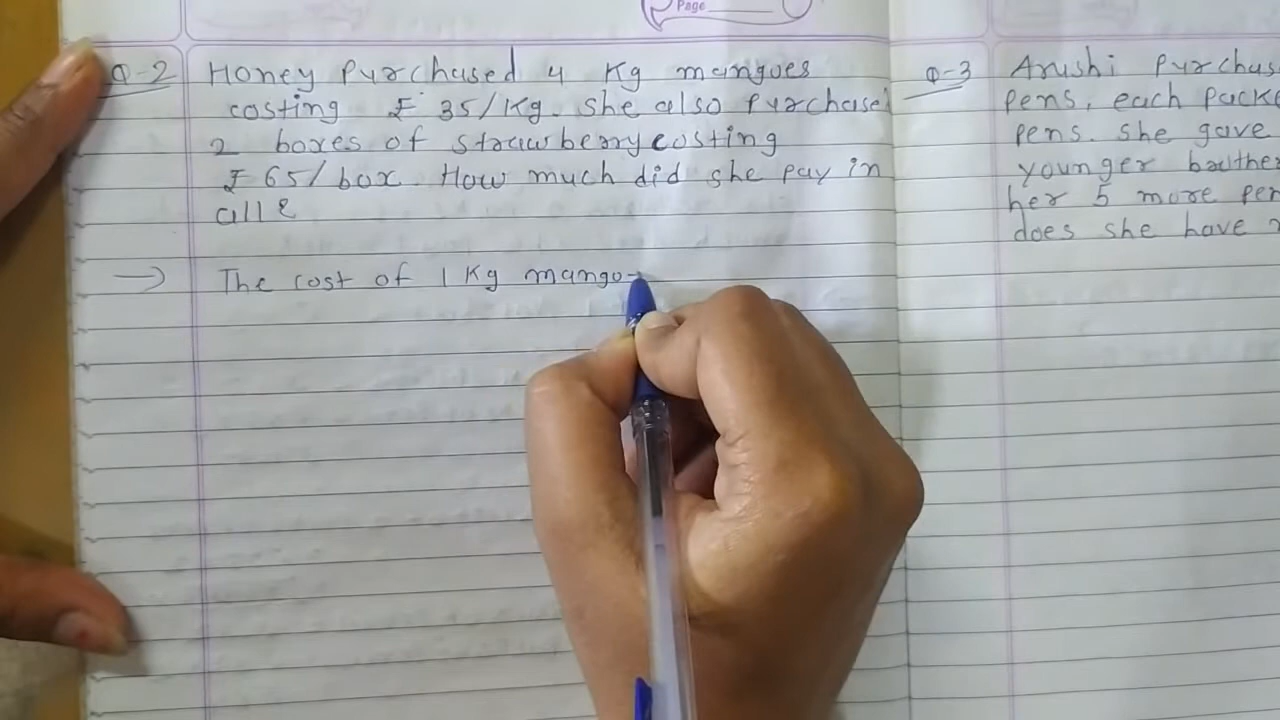 Page
Q-2 Honey purchased 4 Kg mangoes
costing ₹ 35/Kg. She also purchase
2 boxes of strawberry costing
₹ 65/box. How much did she pay in
all?
→ The cost of 1 Kg mango
Q-3 Arushi purchas
pens, each packe
pens. she gave
younger brother
her 5 more pen
does she have